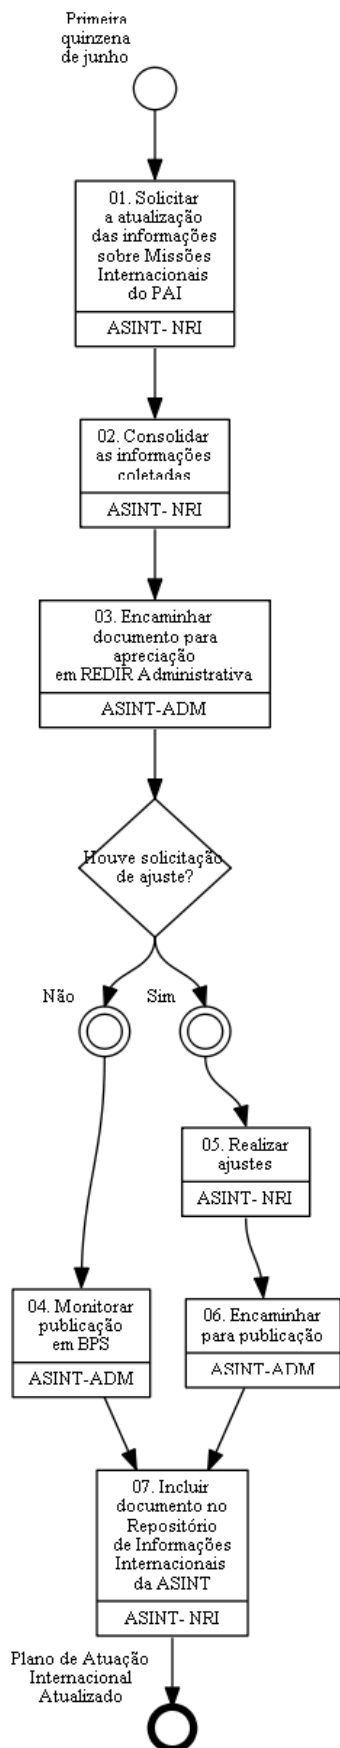 Primeira
quinzena
de junho
01. Solicitar
a atualização
das informações
sobre Missões
Internacionais
do PAI
ASINT- NRI
02. Consolidar
as informações
coletadas
ASINT- NRI
03. Encaminhar
documento para
apreciação
em REDIR Administrativa
ASINT-ADM
Houve solicitação
de ajuste?
Não
Sim
05. Realizar
ajustes
ASINT- NRI
04. Monitorar
publicação
em BPS
ASINT-ADM
06. Encaminhar
para publicação
ASINT-ADM
07. Incluir
documento no
Repositório
de Informações
Internacionais
da ASINT
ASINT- NRI
Plano de Atuação
Internacional
Atualizado